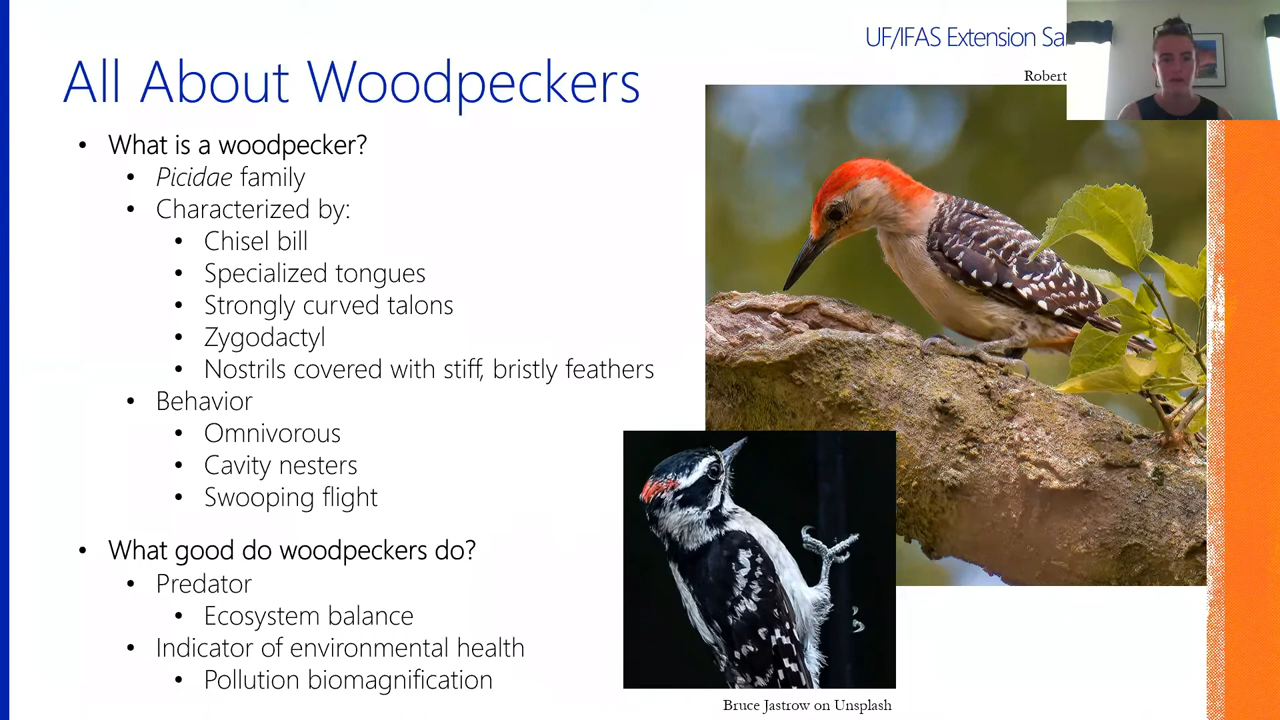 UF/IFAS Extension
All About Woodpeckers
Robert
• What is a woodpecker?
• Picidae family
• Characterized by:
• Chisel bill
• Specialized tongues
• Strongly curved talons
• Zygodactyl
• Nostrils covered with stiff, bristly feathers
• Behavior
• Omnivorous
• Cavity nesters
• Swooping flight
• What good do woodpeckers do?
• Predator
• Ecosystem balance
• Indicator of environmental health
• Pollution biomagnification
Bruce Jastrow on Unsplash